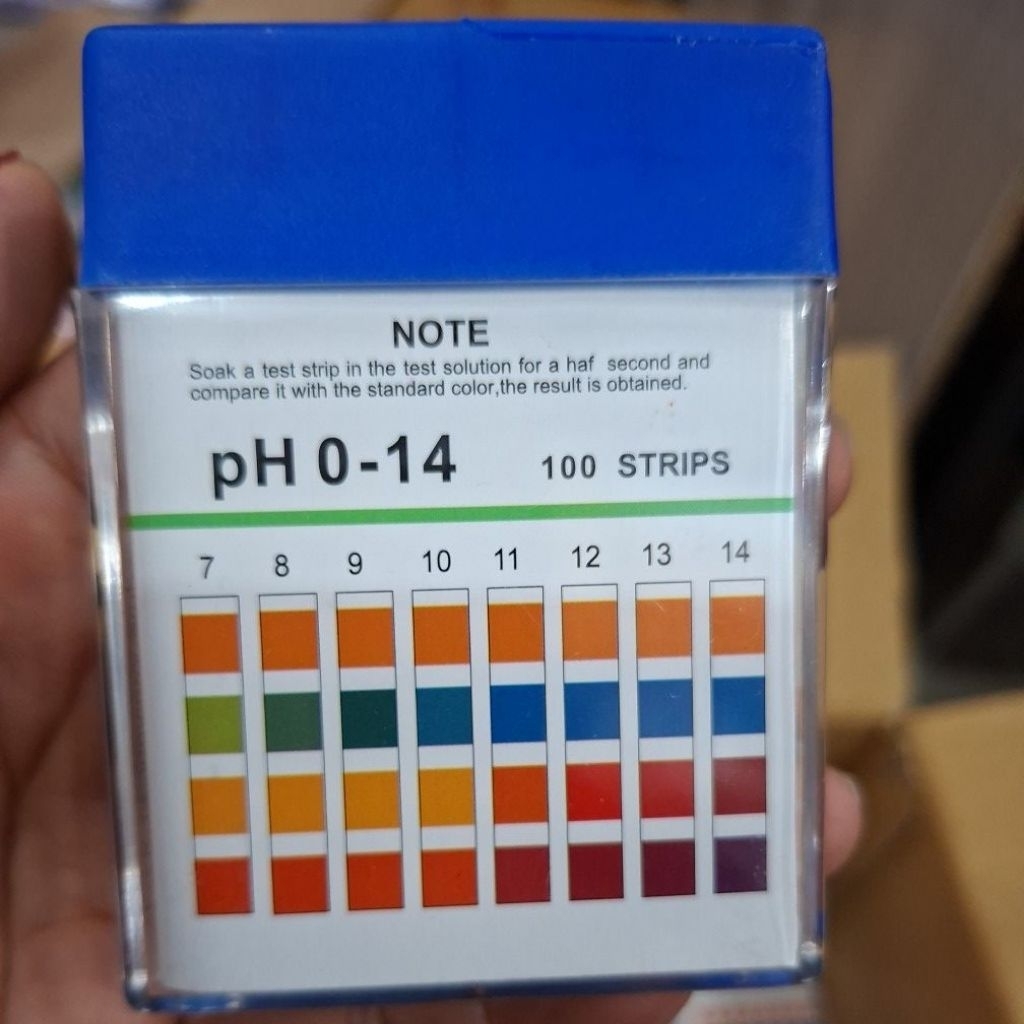 NOTE
Soak a test strip in the test solution for a haf second and
compare it with the standard color,the result is obtained.
pH 0-14 100 STRIPS
7 8 9 10 11 12 13 14